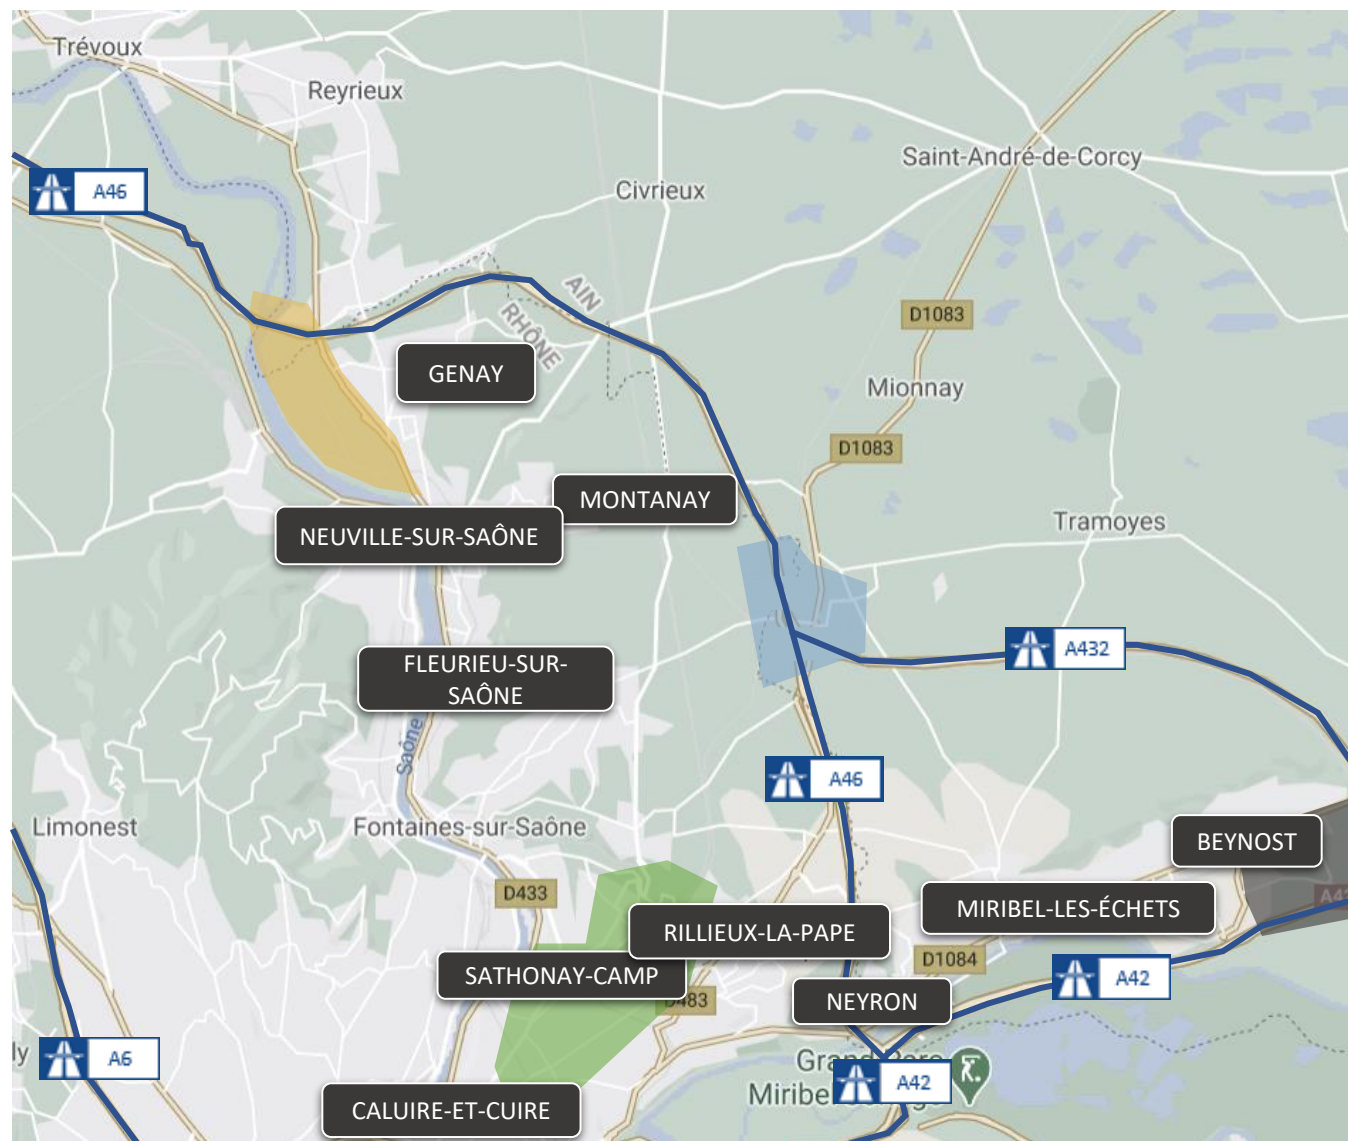 Trévoux
Reyrieux
Saint-André-de-Corcy
A46
Civrieux
AIN
RHÔNE
D1083
GENAY
Mionnay
D1083
MONTANAY
NEUVILLE-SUR-SAÔNE
Tramoyes
A432
FLEURIEU-SUR-
SAÔNE
Saône
A46
Limonest
Fontaines-sur-Saône
BEYNOST
D433
MIRIBEL-LES-ÉCHETS
RILLIEUX-LA-PAPE
D1084
SATHONAY-CAMP
A42
D483
NEYRON
ly
A6
A42
CALUIRE-ET-CUIRE